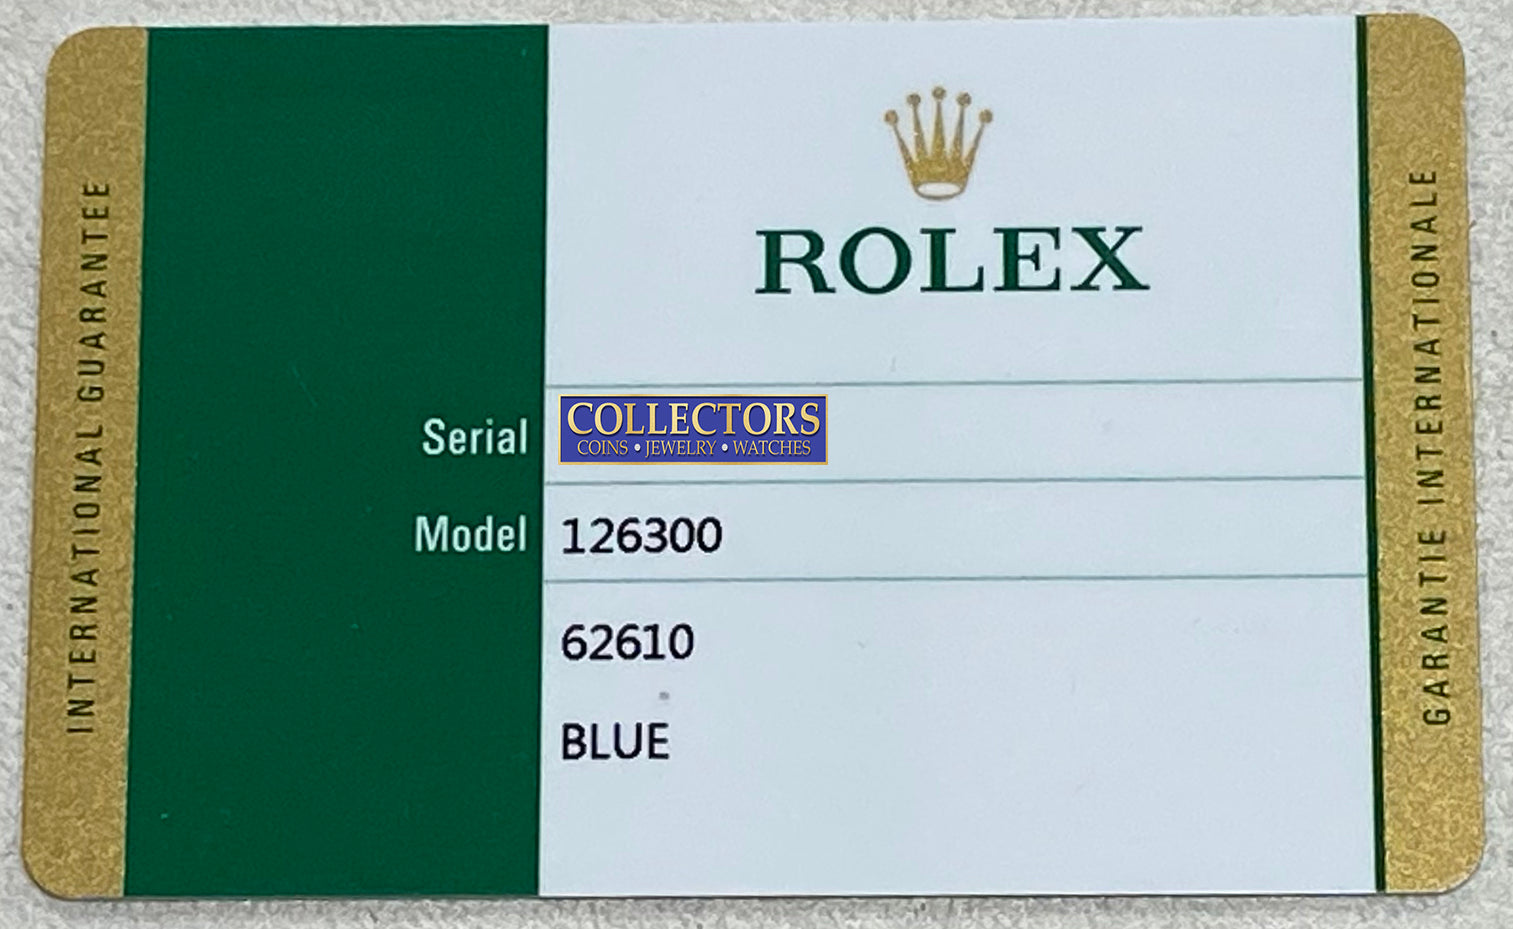 INTERNATIONAL GUARANTEE
ROLEX
Serial
COLLECTORS
COINS • JEWELRY • WATCHES
Model 126300
62610
BLUE
GARANTIE INTERNATIONALE